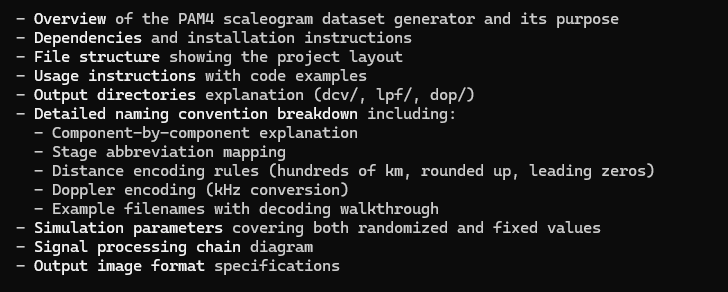 - Overview of the PAM4 scaleogram dataset generator and its purpose
- Dependencies and installation instructions
- File structure showing the project layout
- Usage instructions with code examples
- Output directories explanation (dcv/, lpf/, dop/)
- Detailed naming convention breakdown including:
  - Component-by-component explanation
  - Stage abbreviation mapping
  - Distance encoding rules (hundreds of km, rounded up, leading zeros)
  - Doppler encoding (kHz conversion)
  - Example filenames with decoding walkthrough
- Simulation parameters covering both randomized and fixed values
- Signal processing chain diagram
- Output image format specifications